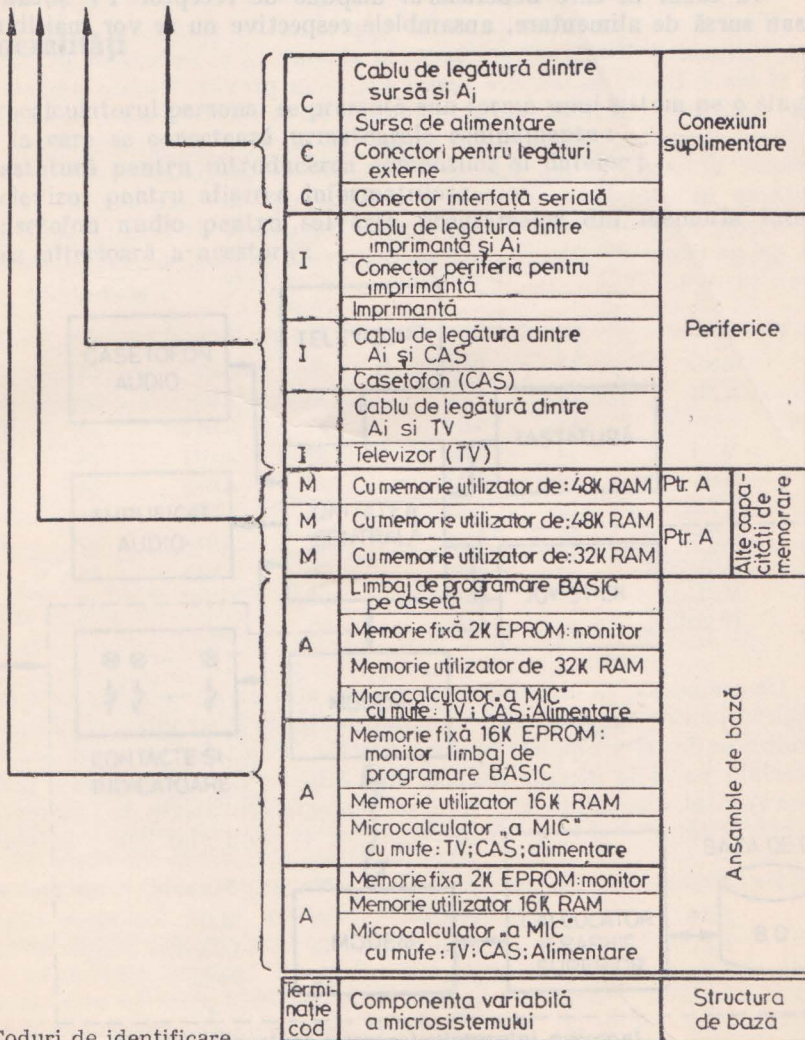 C
Cablu de legătură dintre
sursă si Ai
Sursa de alimentare
C
Conectori pentru legături
externe
C
Conector interfață serială
Conexiuni
suplimentare
I
Cablu de legătura dintre
imprimantă și Ai
Conector periferic pentru
imprimantă
Imprimantă
I
Cablu de legătură dintre
Ai și CAS
Casetofon (CAS)
Cablu de legătură dintre
Ai si TV
I
Televizor (TV)
Periferice
M
Cu memorie utilizator de:48K RAM
Ptr. A
M
Cu memorie utilizator de:48K RAM
M
Cu memorie utilizator de:32K RAM
Ptr. A
Alte capa-
cități de
memorare
A
Limbaj de programare BASIC
pe casetă
Memorie fixă 2K EPROM: monitor
Memorie utilizator de 32K RAM
Microcalculator „a MIC“
cu mufe: TV; CAS;Alimentare
A
Memorie fixă 16K EPROM:
monitor limbaj de
programare BASIC
Memorie utilizator 16K RAM
Microcalculator „a MIC“
cu mufe: TV;CAS;alimentare
A
Memorie fixa 2K EPROM:monitor
Memorie utilizator 16K RAM
Microcalculator „a MIC“
cu mufe:TV:CAS:Alimentare
Ansamble de bază
Termi-
nație
cod
Componenta variabilă
a microsistemului
Structura
de bază
Coduri de identificare